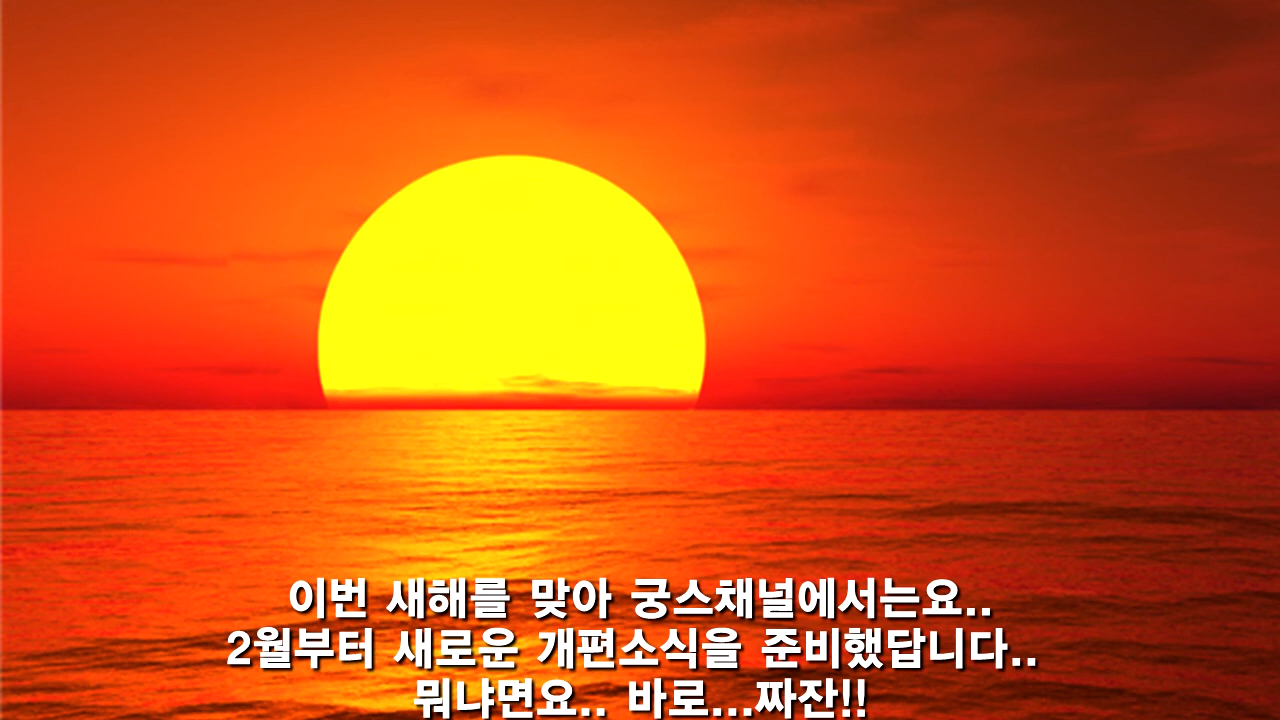 이번 새해를 맞아 궁스채널에서는요..
2월부터 새로운 개편소식을 준비했답니다..
뭐냐면요.. 바로...짜잔!!